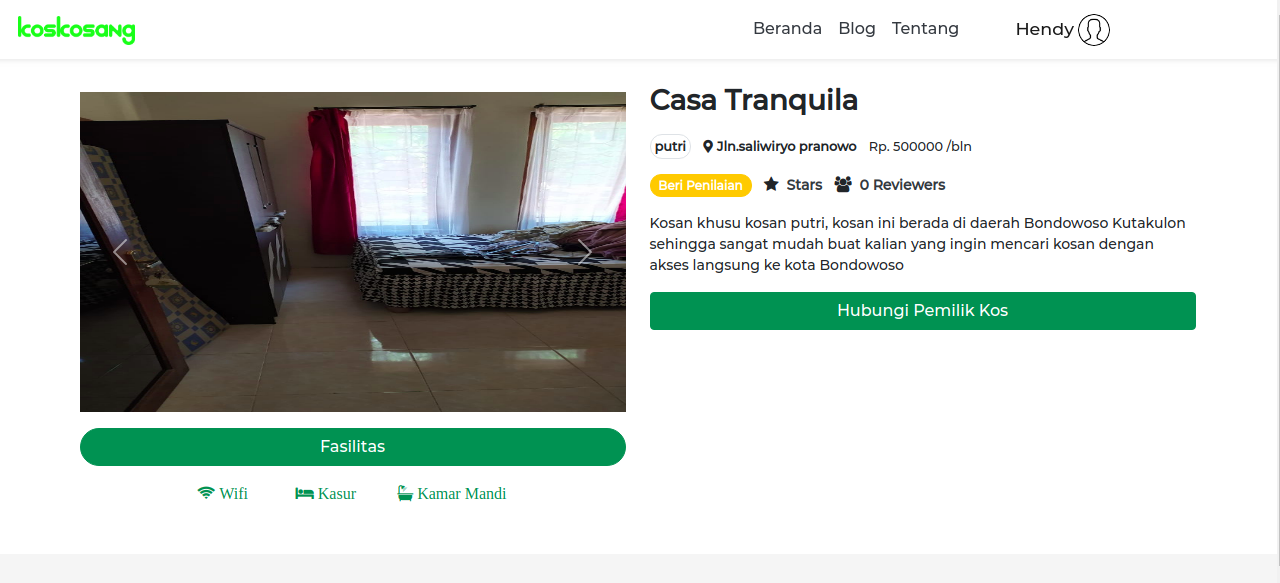 koskosang
Beranda Blog Tentang Hendy
Casa Tranquila
putri Jln.saliwiryo pranowo Rp. 500000 /bln
Beri Penilaian Stars 0 Reviewers
Kosan khusu kosan putri, kosan ini berada di daerah Bondowoso Kutakulon
sehingga sangat mudah buat kalian yang ingin mencari kosan dengan
akses langsung ke kota Bondowoso
Hubungi Pemilik Kos
Fasilitas
Wifi Kasur Kamar Mandi